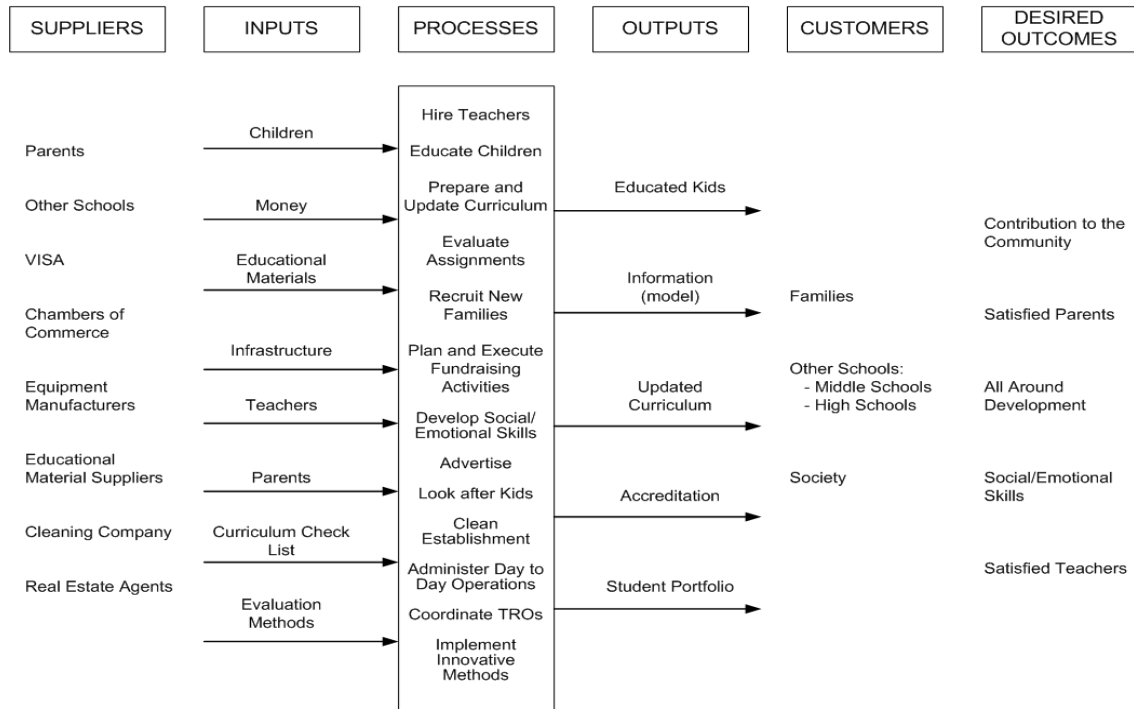 SUPPLIERS
INPUTS
PROCESSES
OUTPUTS
CUSTOMERS
DESIRED
OUTCOMES
Parents
Other Schools
VISA
Chambers of
Commerce
Equipment
Manufacturers
Educational
Material Suppliers
Cleaning Company
Real Estate Agents
Children
Money
Educational
Materials
Infrastructure
Teachers
Parents
Curriculum Check
List
Evaluation
Methods
Hire Teachers
Educate Children
Prepare and
Update Curriculum
Evaluate
Assignments
Recruit New
Families
Plan and Execute
Fundraising
Activities
Develop Social/
Emotional Skills
Advertise
Look after Kids
Clean
Establishment
Administer Day to
Day Operations
Coordinate TROs
Implement
Innovative
Methods
Educated Kids
Information
(model)
Updated
Curriculum
Accreditation
Student Portfolio
Families
Other Schools:
- Middle Schools
- High Schools
Society
Contribution to the
Community
Satisfied Parents
All Around
Development
Social/Emotional
Skills
Satisfied Teachers